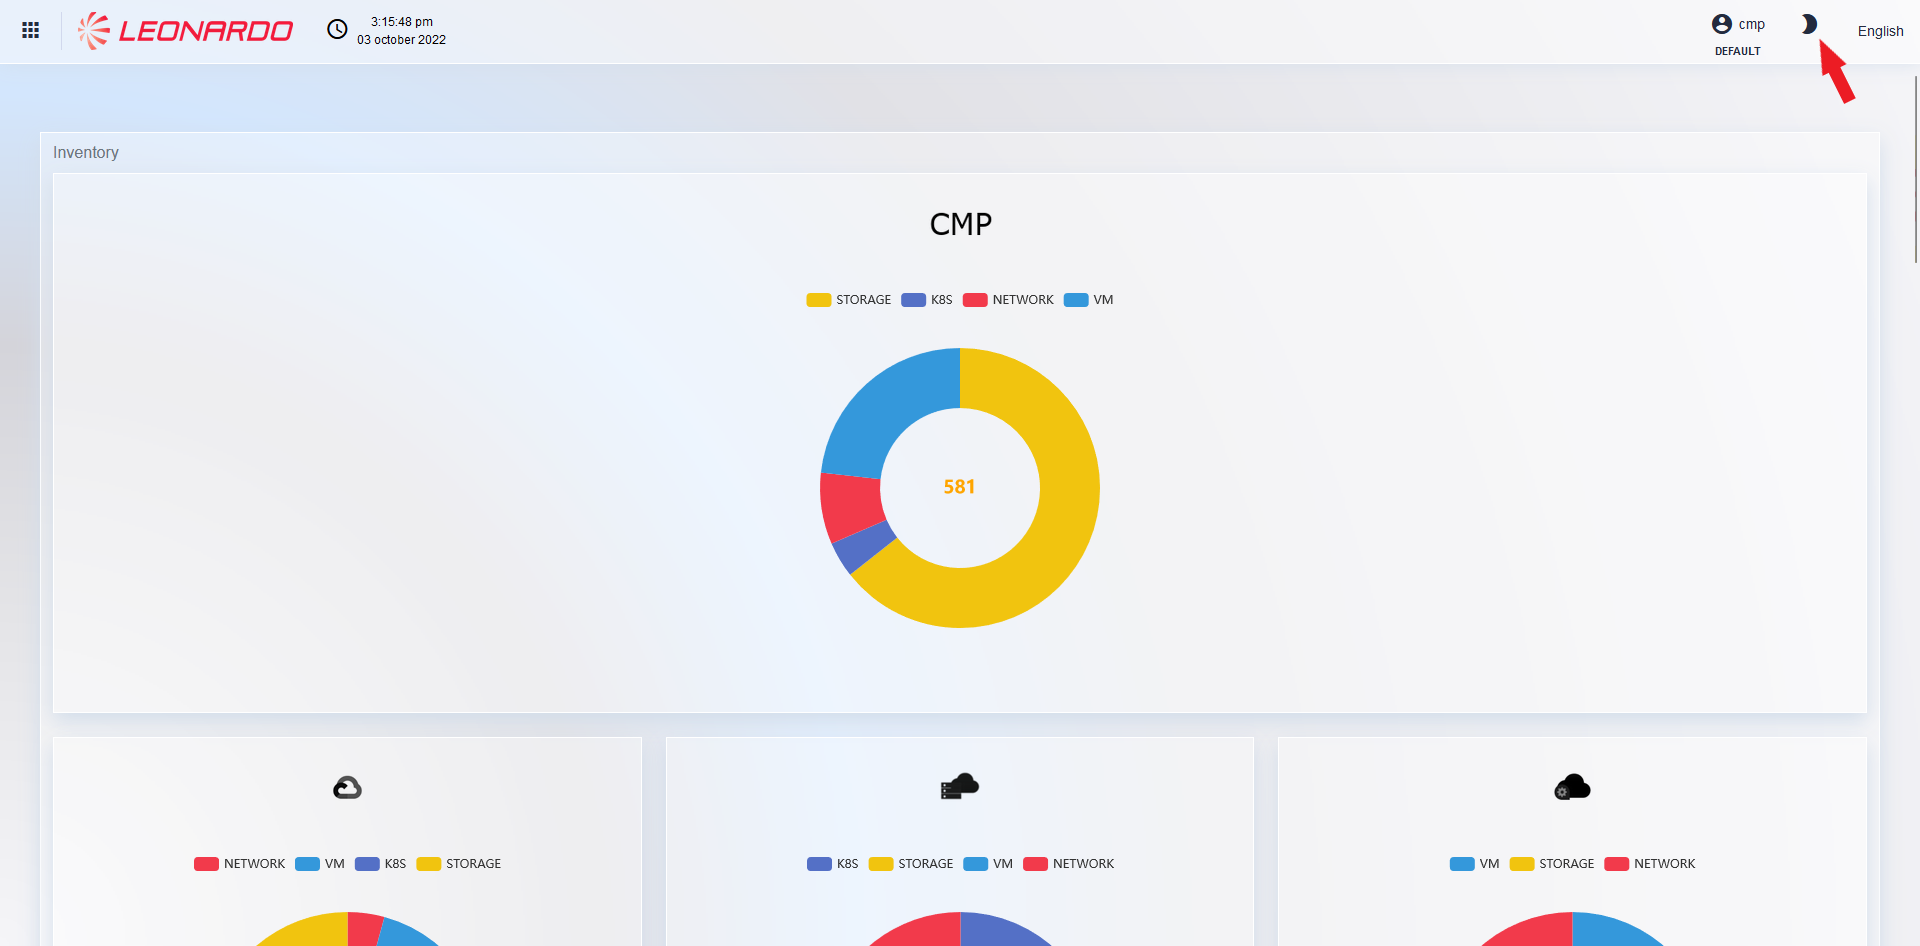 LEONARDO
3:15:48 pm
03 october 2022
cmp
DEFAULT
English
Inventory
CMP
STORAGE K8S NETWORK VM
581
NETWORK VM K8S STORAGE
K8S STORAGE VM NETWORK
VM STORAGE NETWORK